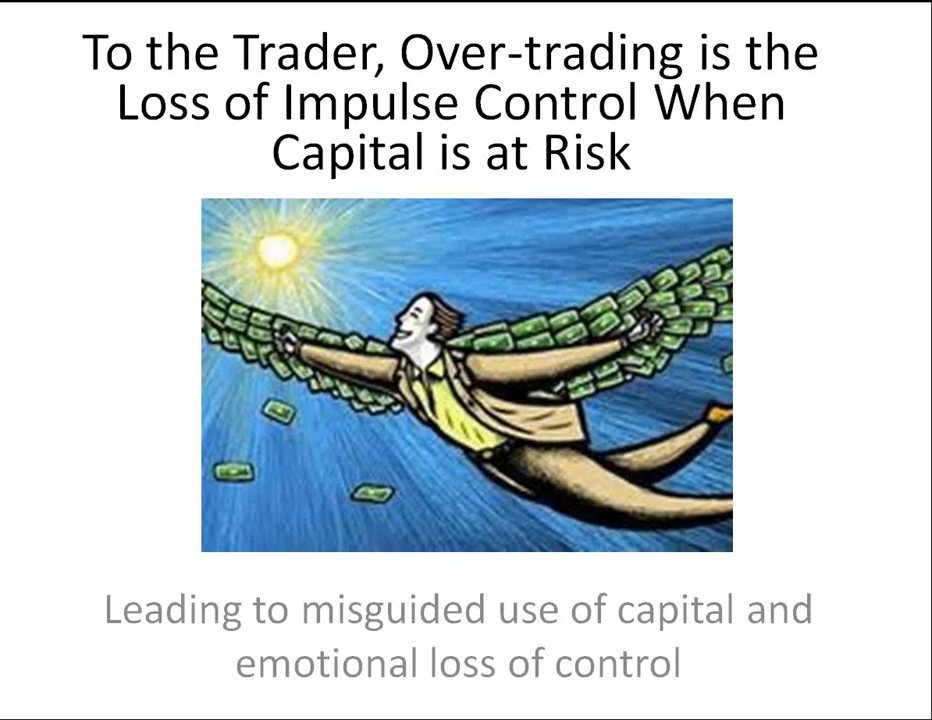 To the Trader, Over-trading is the
Loss of Impulse Control When
Capital is at Risk
Leading to misguided use of capital and
emotional loss of control